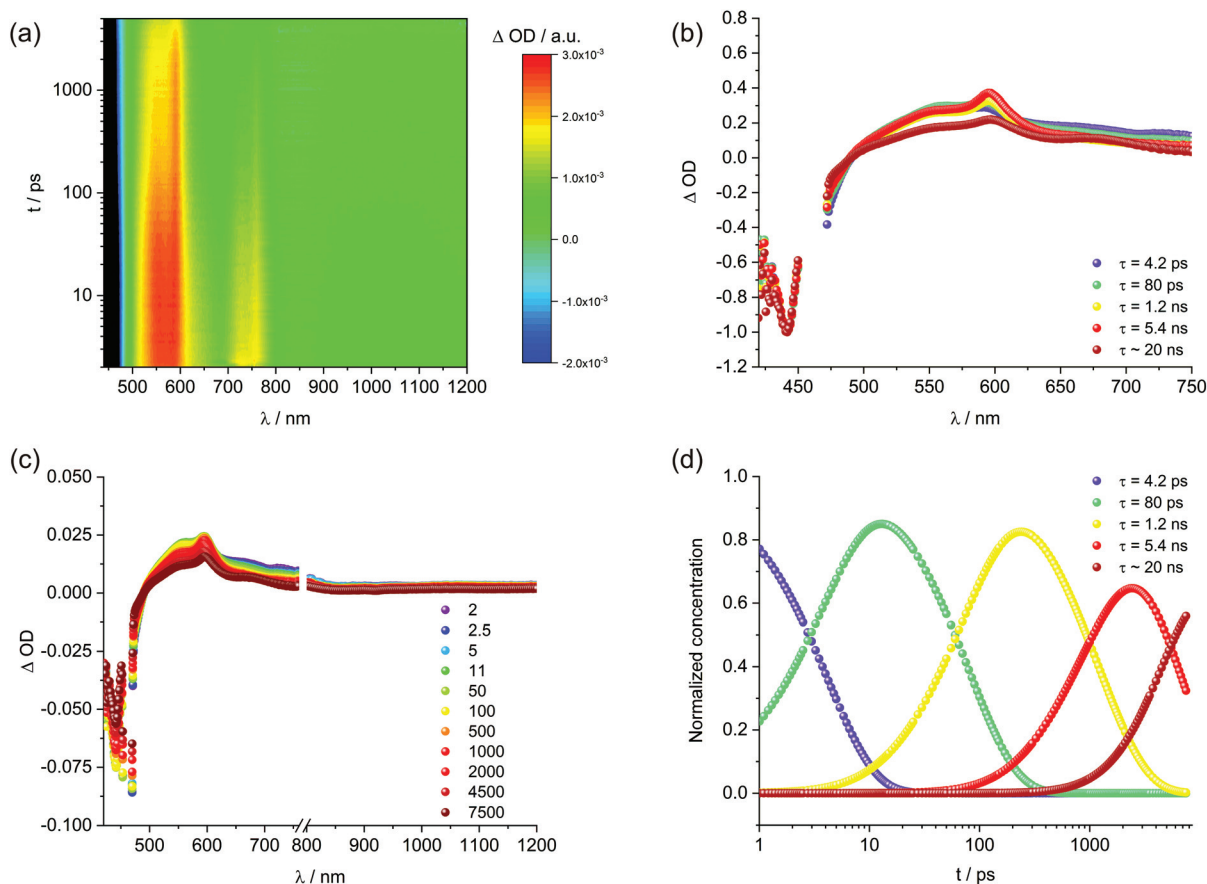 (a)
Δ OD / a.u.
3.0x10⁻³
2.0x10⁻³
1.0x10⁻³
0.0
-1.0x10⁻³
-2.0x10⁻³
1000
100
10
t / ps
500 600 700 800 900 1000 1100 1200
λ / nm
(b)
0.8
0.6
0.4
0.2
0.0
-0.2
-0.4
-0.6
-0.8
-1.0
-1.2
Δ OD
τ = 4.2 ps
τ = 80 ps
τ = 1.2 ns
τ = 5.4 ns
τ ~ 20 ns
450 500 550 600 650 700 750
λ / nm
(c)
0.050
0.025
0.000
-0.025
-0.050
-0.075
-0.100
Δ OD
2
2.5
5
11
50
100
500
1000
2000
4500
7500
500 600 700 800 900 1000 1100 1200
λ / nm
(d)
1.0
0.8
0.6
0.4
0.2
0.0
Normalized concentration
τ = 4.2 ps
τ = 80 ps
τ = 1.2 ns
τ = 5.4 ns
τ ~ 20 ns
1 10 100 1000
t / ps